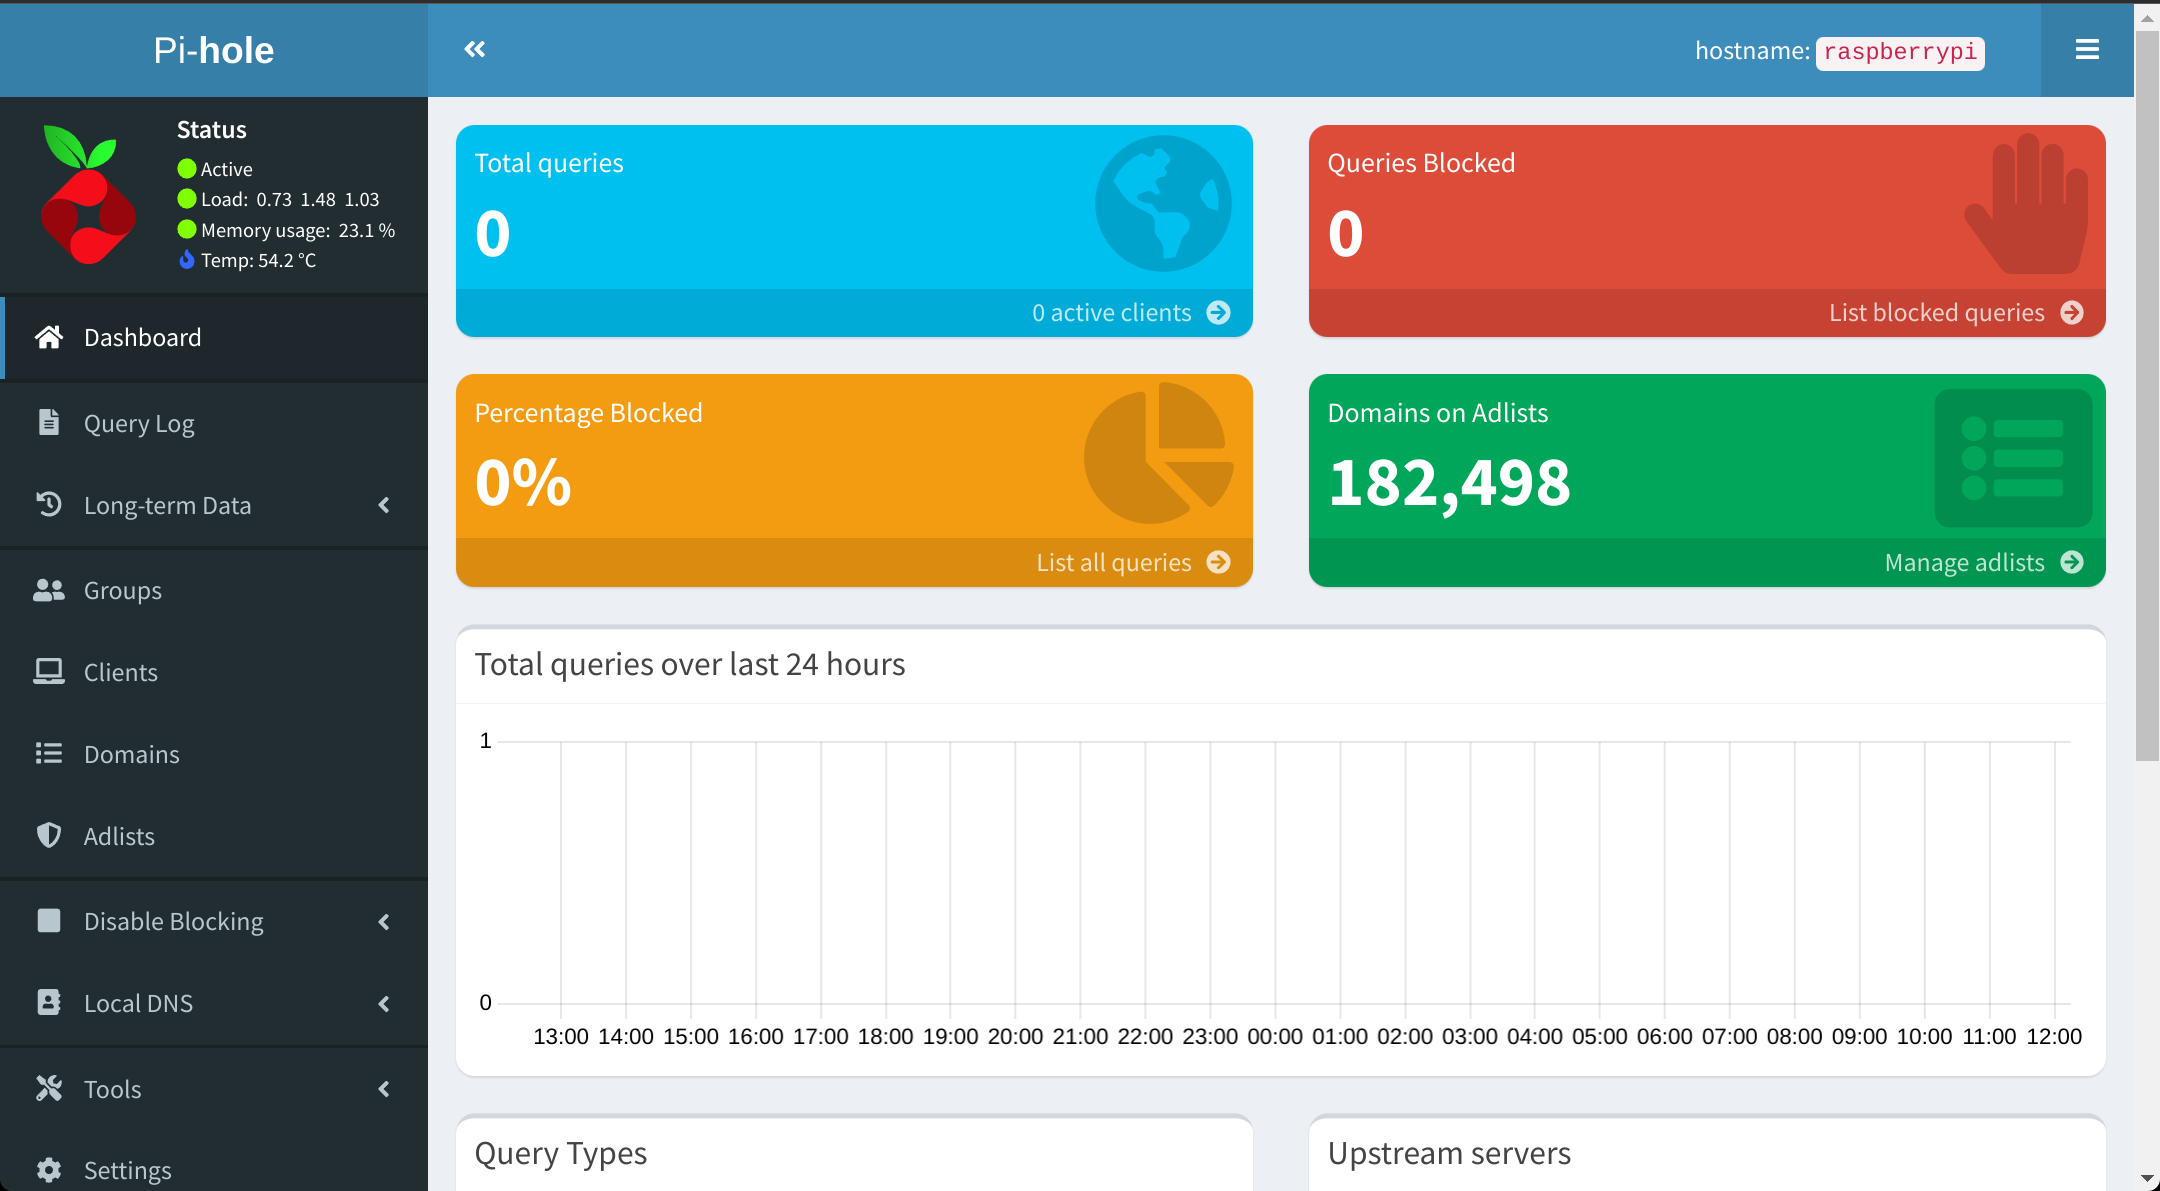 Pi-hole
hostname: raspberrypi
Status
Active
Load: 0.73 1.48 1.03
Memory usage: 23.1 %
Temp: 54.2 °C
Dashboard
Query Log
Long-term Data
Groups
Clients
Domains
Adlists
Disable Blocking
Local DNS
Tools
Settings
Total queries
0
0 active clients
Queries Blocked
0
List blocked queries
Percentage Blocked
0%
List all queries
Domains on Adlists
182,498
Manage adlists
Total queries over last 24 hours
1
0
13:00 14:00 15:00 16:00 17:00 18:00 19:00 20:00 21:00 22:00 23:00 00:00 01:00 02:00 03:00 04:00 05:00 06:00 07:00 08:00 09:00 10:00 11:00 12:00
Query Types
Upstream servers